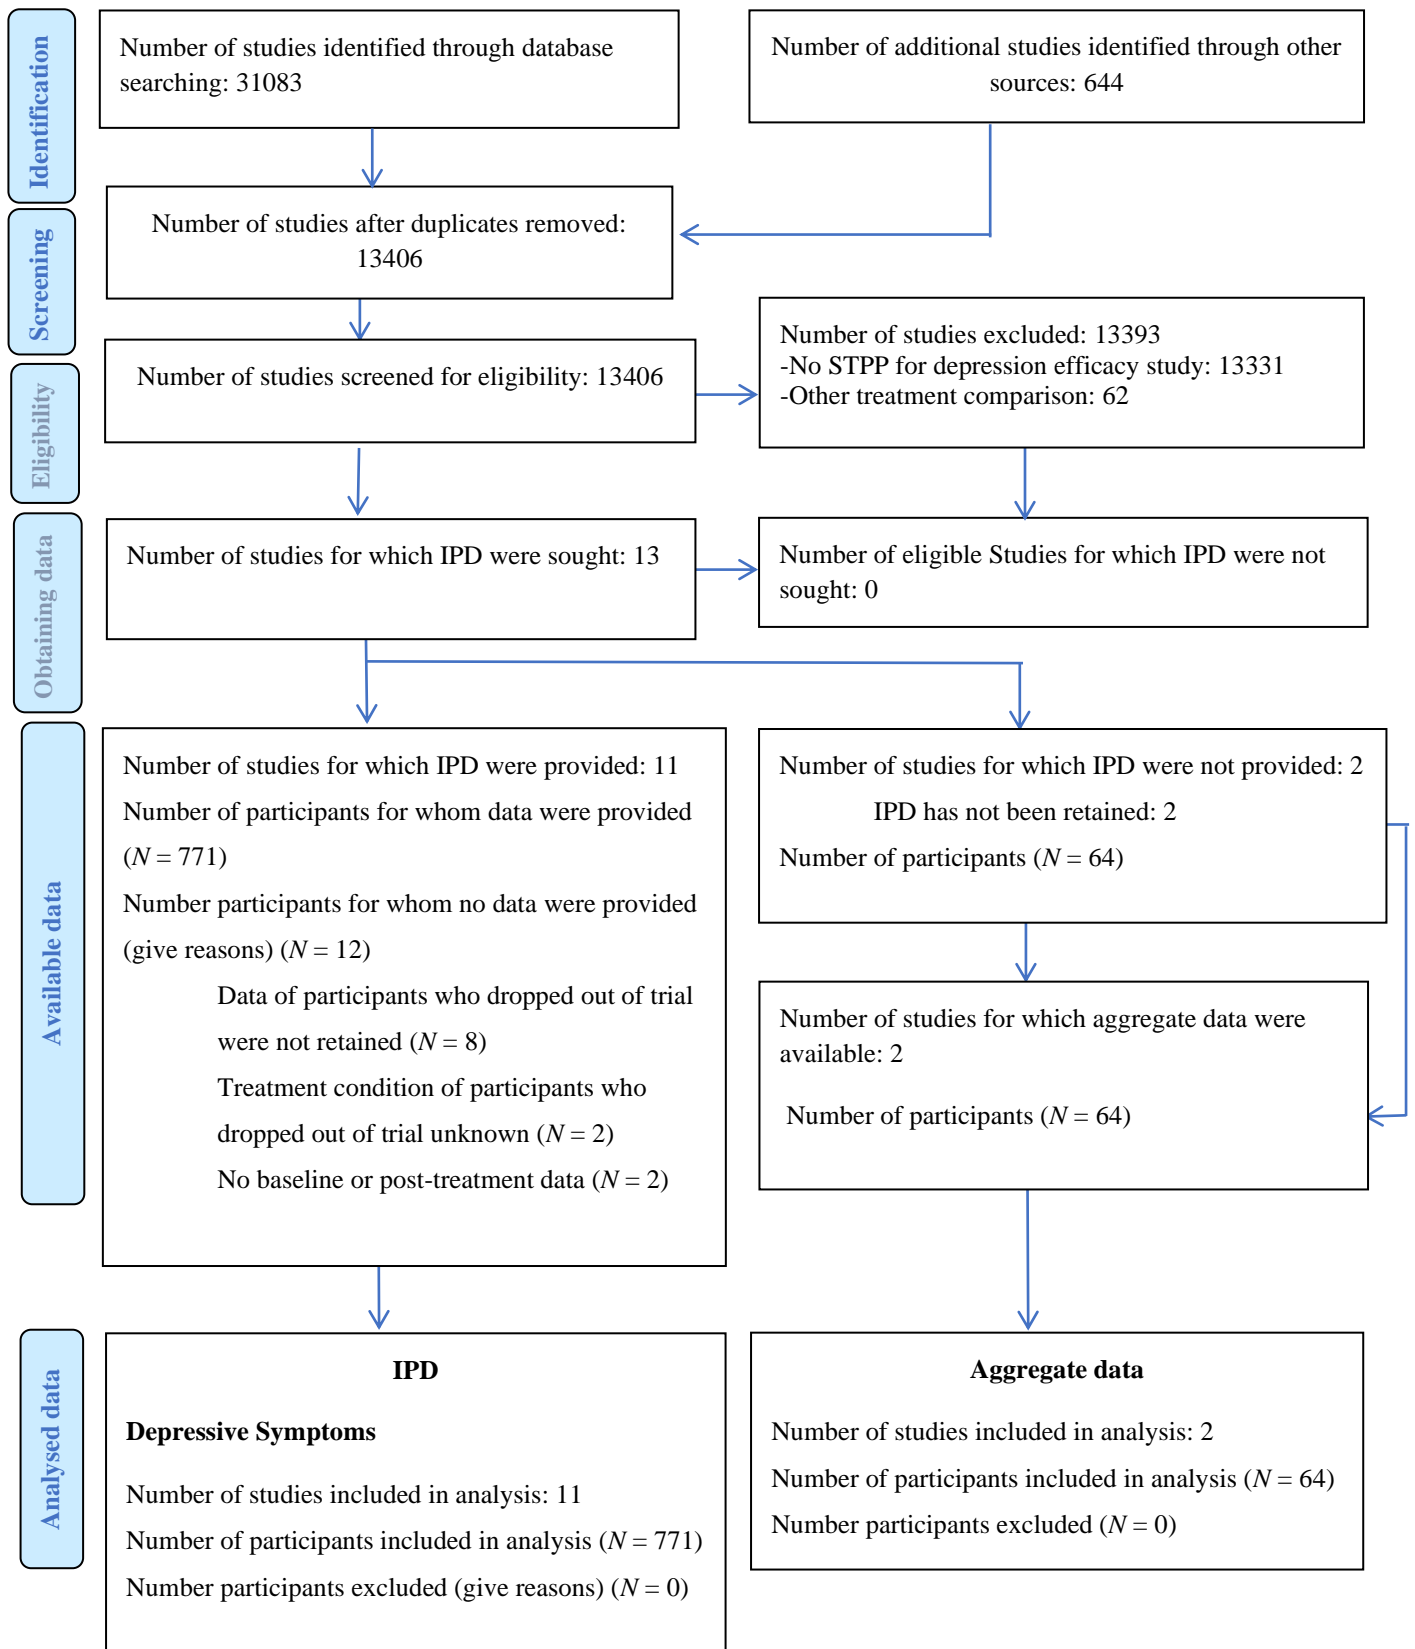 Identification
Number of studies identified through database
searching: 31083
Number of additional studies identified through other
sources: 644
Screening
Number of studies after duplicates removed:
13406
Eligibility
Number of studies screened for eligibility: 13406
Number of studies excluded: 13393
-No STPP for depression efficacy study: 13331
-Other treatment comparison: 62
Obtaining data
Number of studies for which IPD were sought: 13
Number of eligible Studies for which IPD were not
sought: 0
Available data
Number of studies for which IPD were provided: 11
Number of participants for whom data were provided
(N = 771)
Number participants for whom no data were provided
(give reasons) (N = 12)
Data of participants who dropped out of trial
were not retained (N = 8)
Treatment condition of participants who
dropped out of trial unknown (N = 2)
No baseline or post-treatment data (N = 2)
Number of studies for which IPD were not provided: 2
IPD has not been retained: 2
Number of participants (N = 64)
Number of studies for which aggregate data were
available: 2
Number of participants (N = 64)
Analysed data
IPD
Depressive Symptoms
Number of studies included in analysis: 11
Number of participants included in analysis (N = 771)
Number participants excluded (give reasons) (N = 0)
Aggregate data
Number of studies included in analysis: 2
Number of participants included in analysis (N = 64)
Number participants excluded (N = 0)